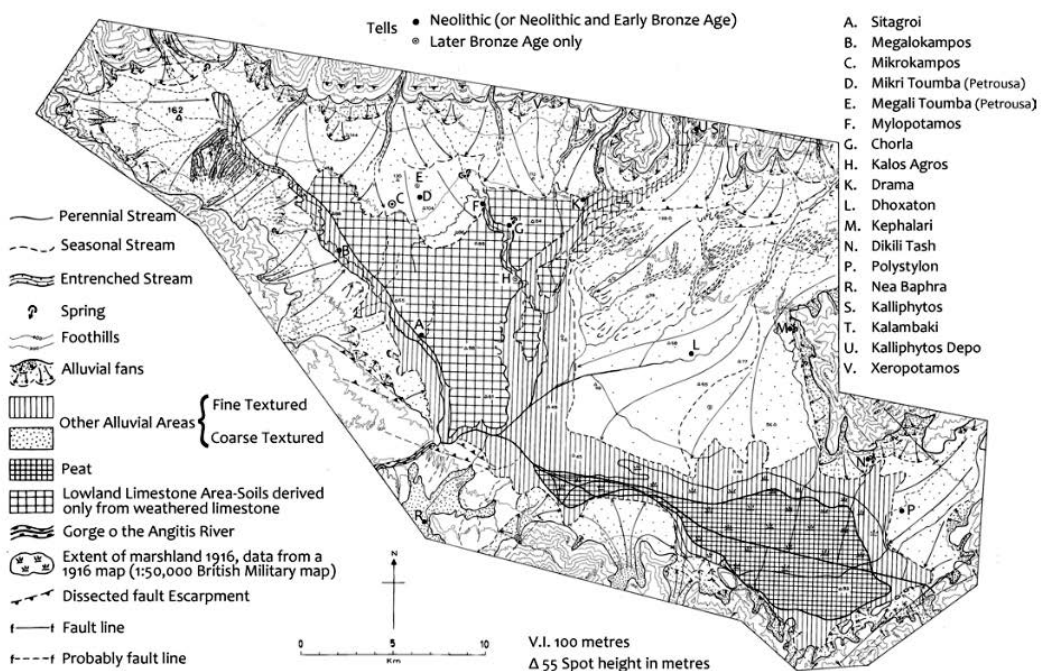 Tells
Neolithic (or Neolithic and Early Bronze Age)
Later Bronze Age only
A. Sitagroi
B. Megalokampos
C. Mikrokampos
D. Mikri Toumba (Petrousa)
E. Megali Toumba (Petrousa)
F. Mylopotamos
G. Chorla
H. Kalos Agros
K. Drama
L. Dhoxaton
M. Kephalari
N. Dikili Tash
P. Polystylon
R. Nea Baphra
S. Kalliphytos
T. Kalambaki
U. Kalliphytos Depo
V. Xeropotamos
Perennial Stream
Seasonal Stream
Entrenched Stream
Spring
Foothills
Alluvial fans
Other Alluvial Areas { Fine Textured
Coarse Textured
Peat
Lowland Limestone Area-Soils derived
only from weathered limestone
Gorge o the Angitis River
Extent of marshland 1916, data from a
1916 map (1:50,000 British Military map)
Dissected fault Escarpment
f f Fault line
f f Probably fault line
162
V
S
E
C
D
F
G
K
B
H
A
L
M
N
P
R
N
0 5 10
Km
V.I. 100 metres
Δ 55 Spot height in metres